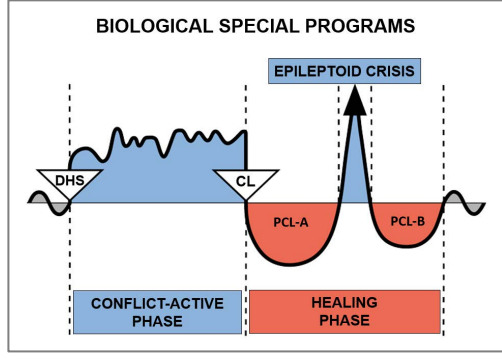 BIOLOGICAL SPECIAL PROGRAMS
EPILEPTOID CRISIS
DHS
CL
PCL-A
PCL-B
CONFLICT-ACTIVE
PHASE
HEALING
PHASE